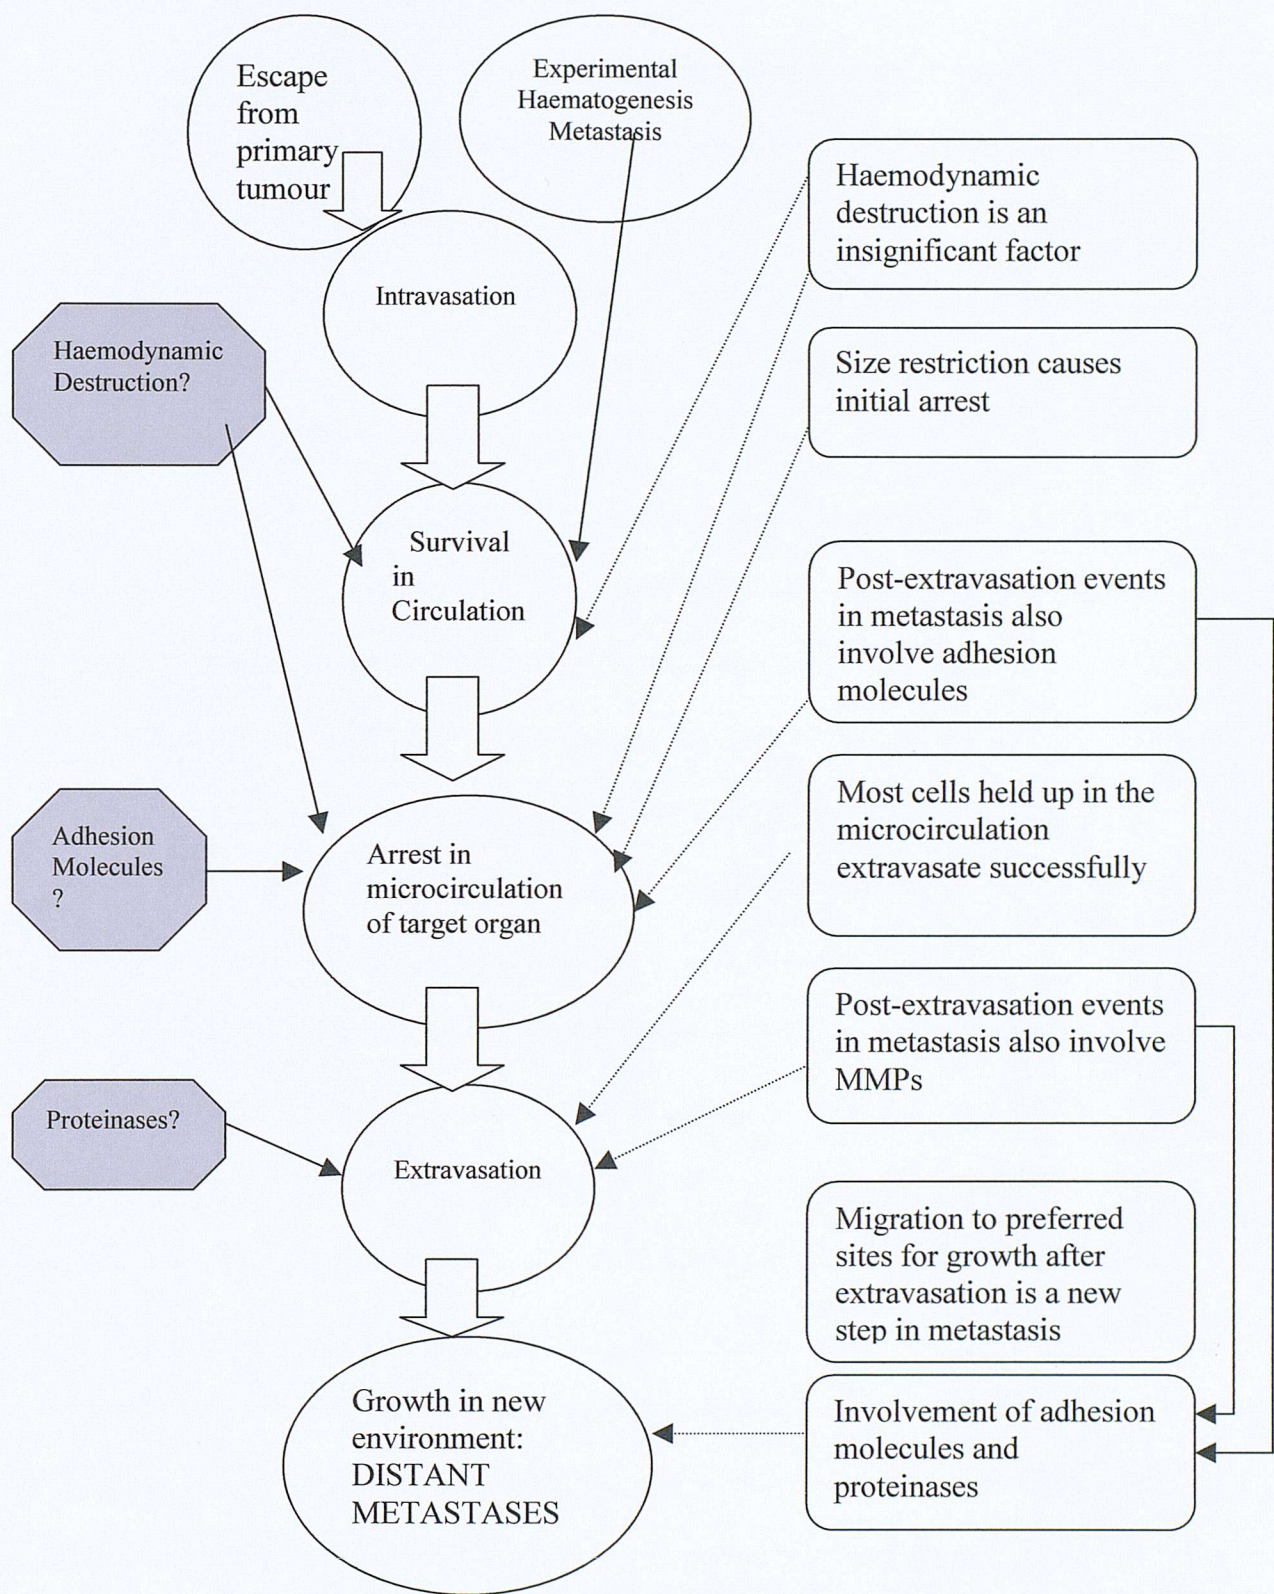 Escape
from
primary
tumour
Experimental
Haematogenesis
Metastasis
Haemodynamic
destruction is an
insignificant factor
Intravasation
Haemodynamic
Destruction?
Size restriction causes
initial arrest
Survival
in
Circulation
Post-extravasation events
in metastasis also
involve adhesion
molecules
Adhesion
Molecules
?
Arrest in
microcirculation
of target organ
Most cells held up in the
microcirculation
extravasate successfully
Post-extravasation events
in metastasis also involve
MMPs
Proteinases?
Extravasation
Migration to preferred
sites for growth after
extravasation is a new
step in metastasis
Growth in new
environment:
DISTANT
METASTASES
Involvement of adhesion
molecules and
proteinases